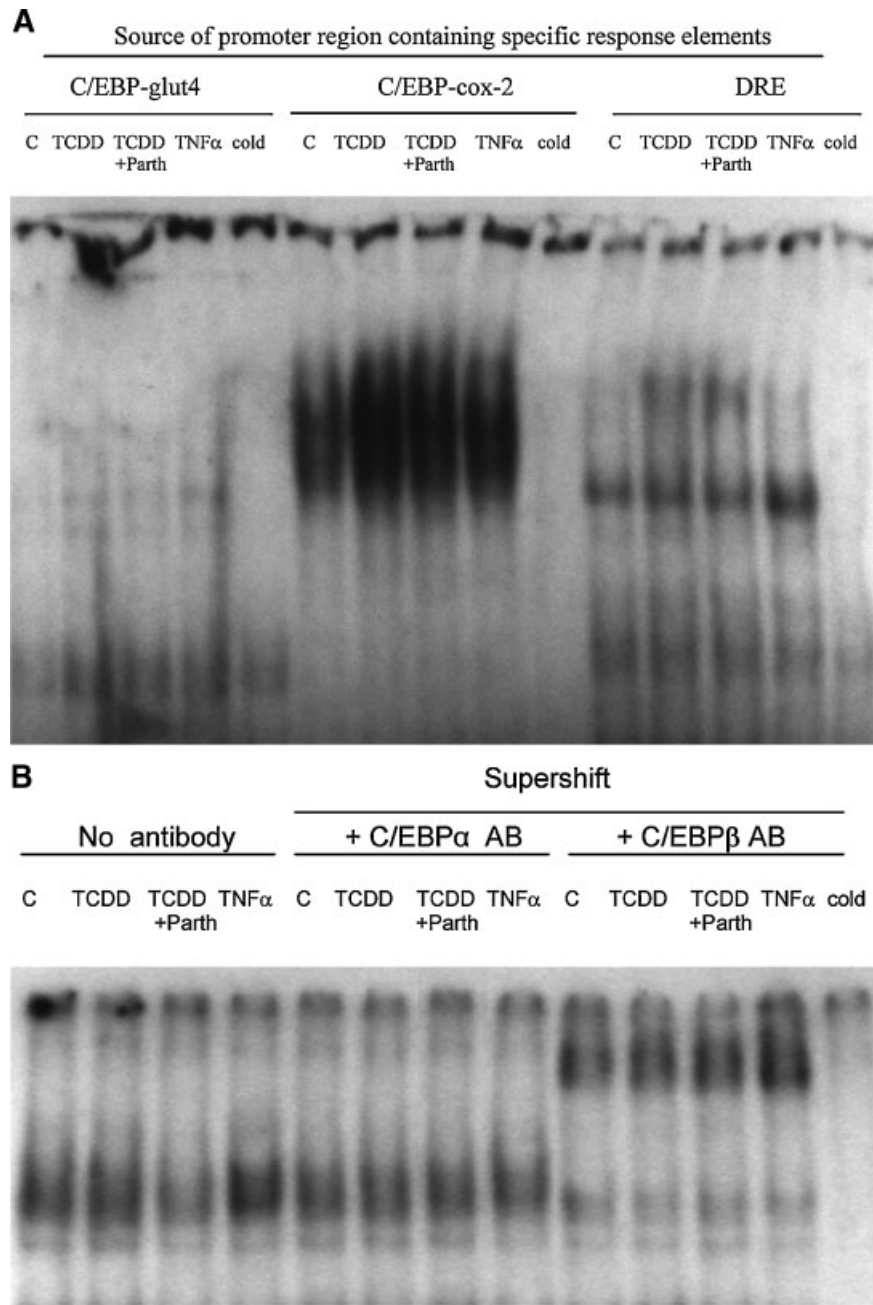 A
Source of promoter region containing specific response elements
C/EBP-glut4 C/EBP-cox-2 DRE
C TCDD TCDD TNFα cold C TCDD TCDD TNFα cold C TCDD TCDD TNFα cold
+Parth +Parth +Parth
B
Supershift
No antibody + C/EBPα AB + C/EBPβ AB
C TCDD TCDD TNFα C TCDD TCDD TNFα C TCDD TCDD TNFα cold
+Parth +Parth +Parth